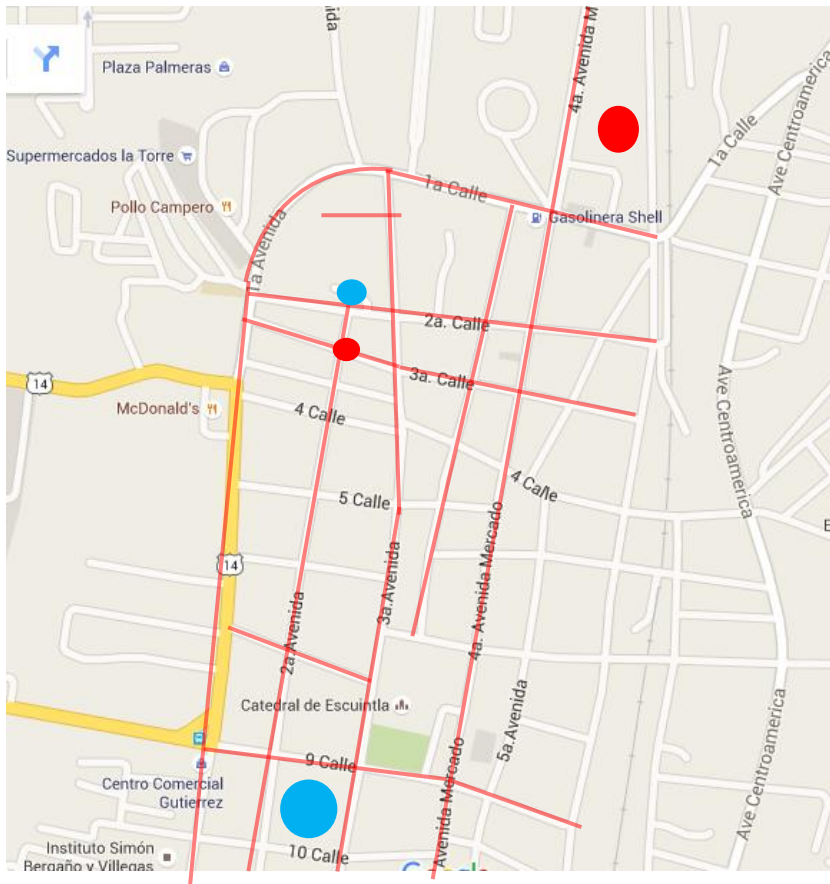 4a. Avenida M
Plaza Palmeras
Ave Centroamerica
1a Calle
Supermercados la Torre
1a Calle
Pollo Campero
Gasolinera Shell
1a Avenida
2a. Calle
14
3a. Calle
McDonald's
4 Calle
Ave Centroamerica
4 Calle
5 Calle
E
14
3a.Avenida
4a. Avenida Mercado
2a.Avenida
Catedral de Escuintla
5a.Avenida
Ave Centroamerica
9 Calle
Centro Comercial
Gutierrez
Avenida Mercado
Instituto Simón
Bergaño y Villegas
10 Calle